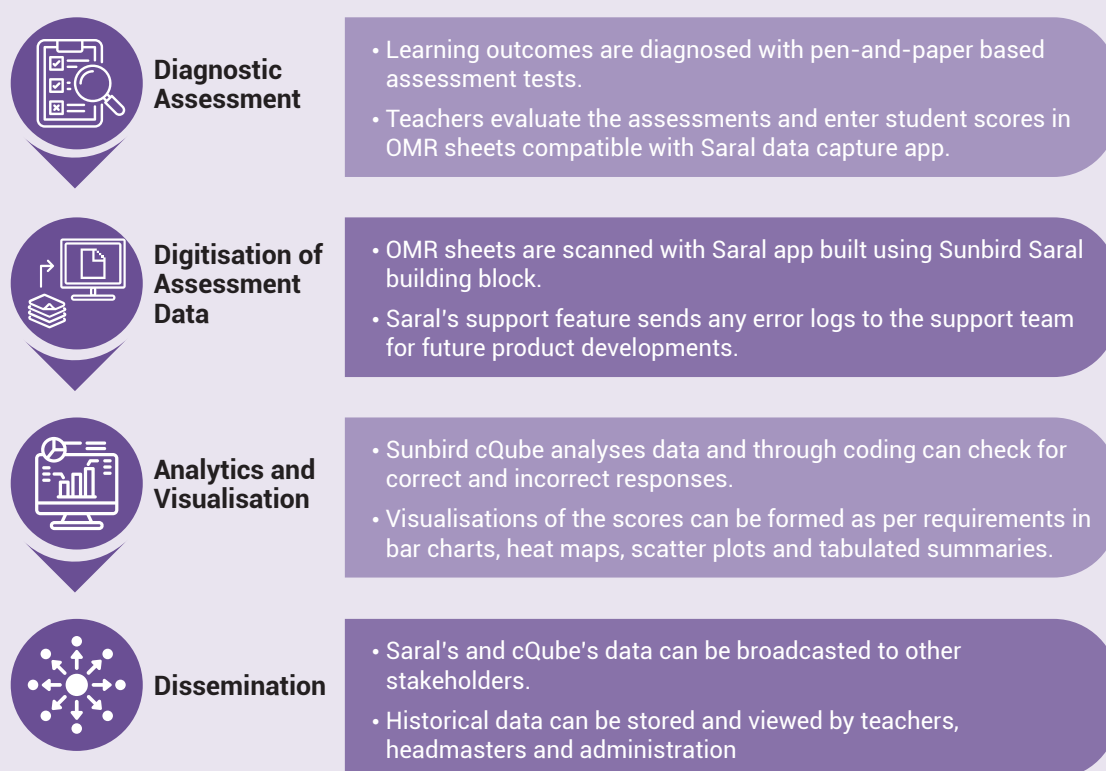 Diagnostic
Assessment
• Learning outcomes are diagnosed with pen-and-paper based
assessment tests.
• Teachers evaluate the assessments and enter student scores in
OMR sheets compatible with Saral data capture app.
Digitisation of
Assessment
Data
• OMR sheets are scanned with Saral app built using Sunbird Saral
building block.
• Saral's support feature sends any error logs to the support team
for future product developments.
Analytics and
Visualisation
• Sunbird cQube analyses data and through coding can check for
correct and incorrect responses.
• Visualisations of the scores can be formed as per requirements in
bar charts, heat maps, scatter plots and tabulated summaries.
Dissemination
• Saral's and cQube's data can be broadcasted to other
stakeholders.
• Historical data can be stored and viewed by teachers,
headmasters and administration